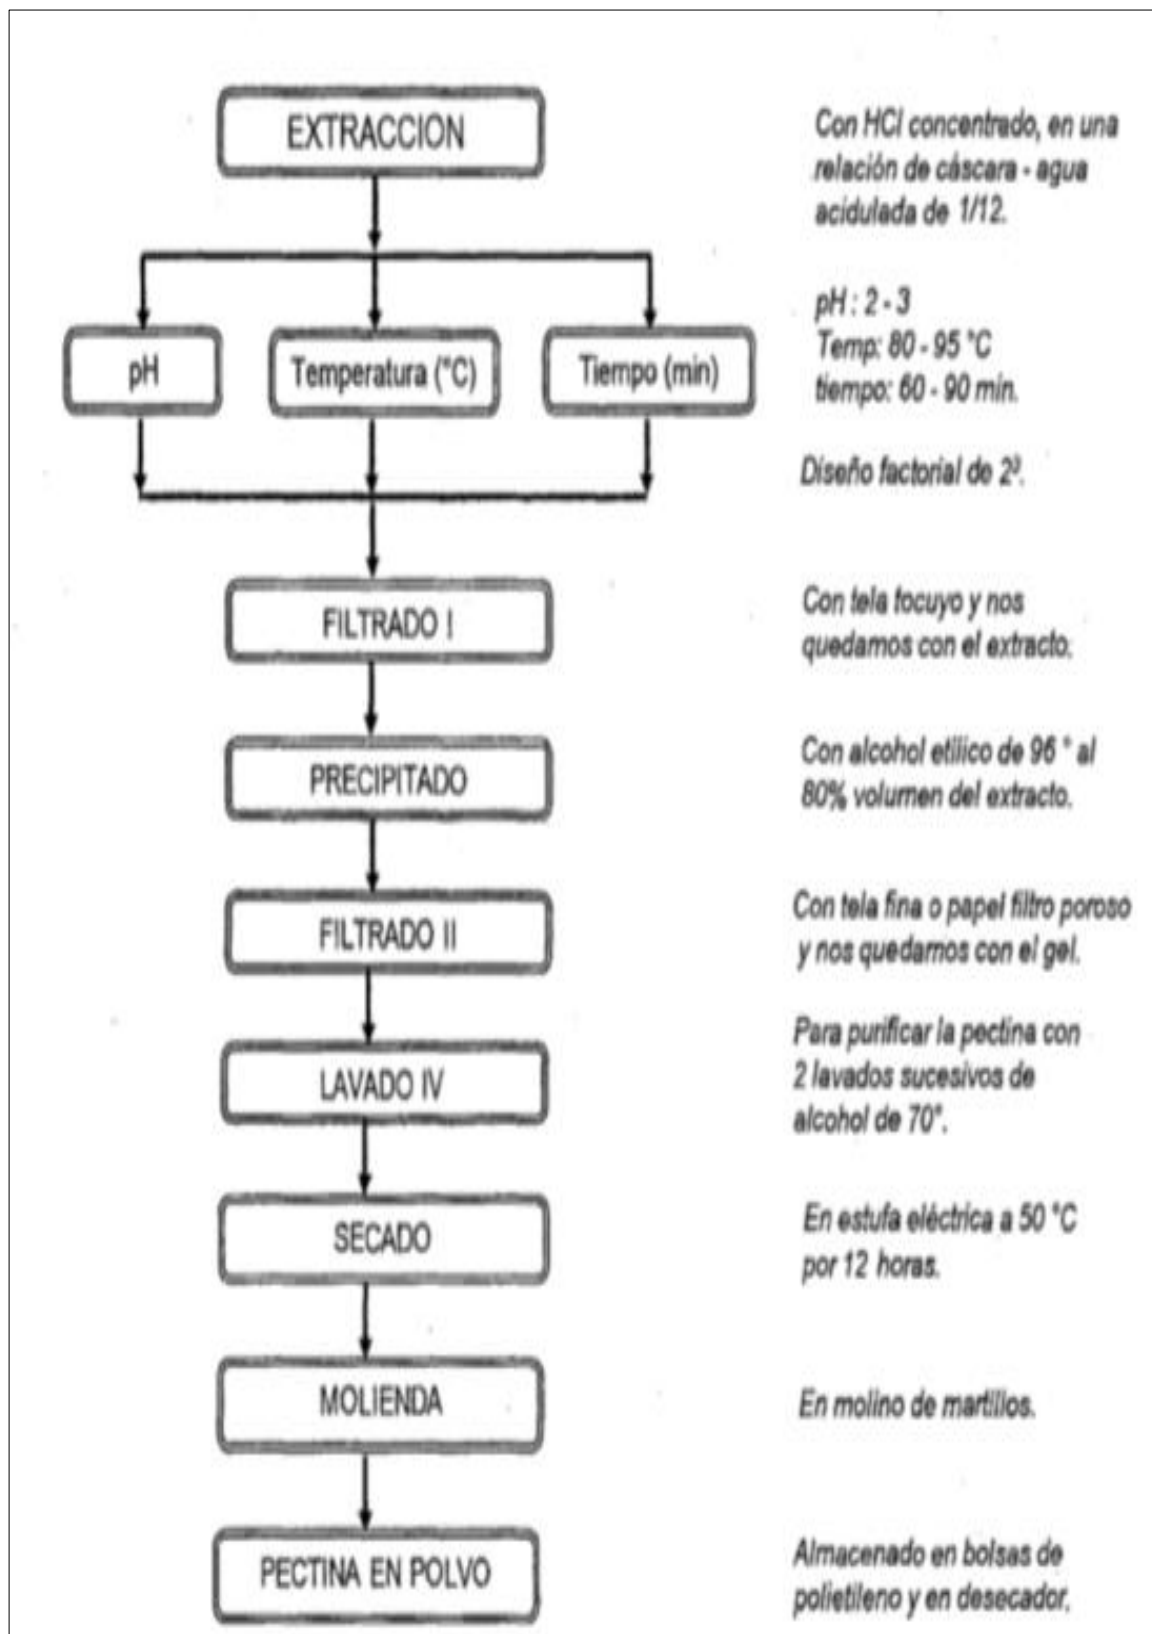 EXTRACCION
Con HCl concentrado, en una
relación de cáscara - agua
acidulada de 1/12.
pH
Temperatura (°C)
Tiempo (min)
pH : 2 - 3
Temp: 80 - 95 °C
tiempo: 60 - 90 min.
Diseño factorial de 2³.
FILTRADO I
Con tela tocuyo y nos
quedamos con el extracto.
PRECIPITADO
Con alcohol etílico de 96 ° al
80% volumen del extracto.
FILTRADO II
Con tela fina o papel filtro poroso
y nos quedamos con el gel.
LAVADO IV
Para purificar la pectina con
2 lavados sucesivos de
alcohol de 70°.
SECADO
En estufa eléctrica a 50 °C
por 12 horas.
MOLIENDA
En molino de martillos.
PECTINA EN POLVO
Almacenado en bolsas de
polietileno y en desecador.